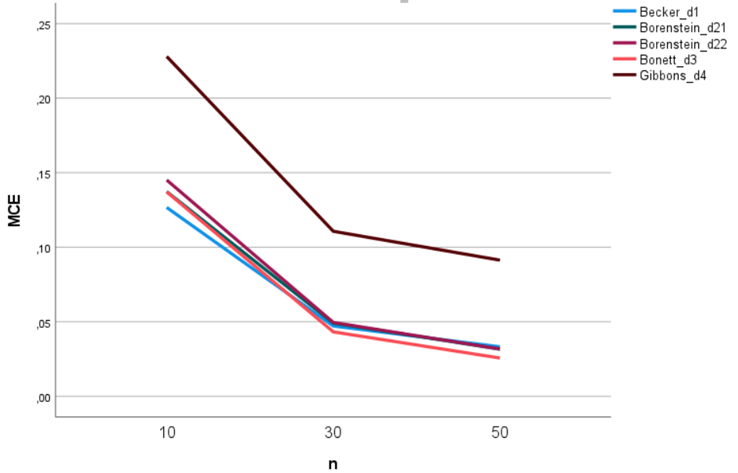 ,25
,20
,15
,10
,05
,00
MCE
10 30 50
n
Becker_d1
Borenstein_d21
Borenstein_d22
Bonett_d3
Gibbons_d4